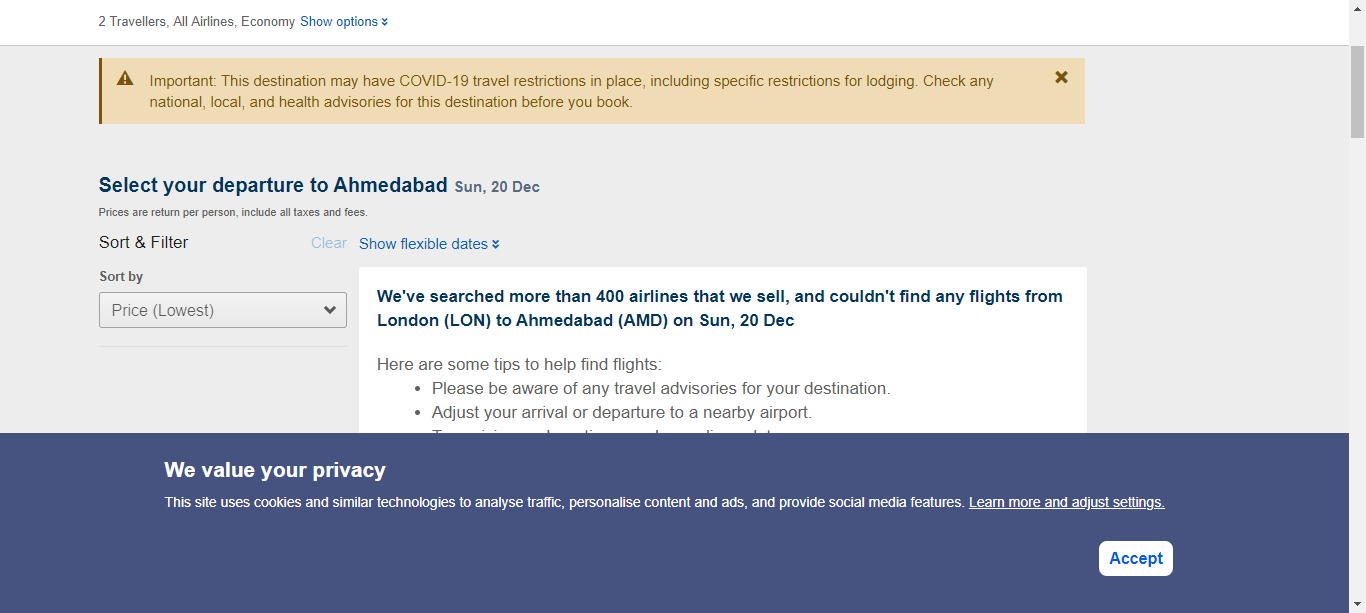 2 Travellers, All Airlines, Economy Show options
Important: This destination may have COVID-19 travel restrictions in place, including specific restrictions for lodging. Check any
national, local, and health advisories for this destination before you book.
Select your departure to Ahmedabad Sun, 20 Dec
Prices are return per person, include all taxes and fees.
Sort & Filter Clear Show flexible dates
Sort by
Price (Lowest)
We've searched more than 400 airlines that we sell, and couldn't find any flights from
London (LON) to Ahmedabad (AMD) on Sun, 20 Dec
Here are some tips to help find flights:
• Please be aware of any travel advisories for your destination.
• Adjust your arrival or departure to a nearby airport.
We value your privacy
This site uses cookies and similar technologies to analyse traffic, personalise content and ads, and provide social media features. Learn more and adjust settings.
Accept